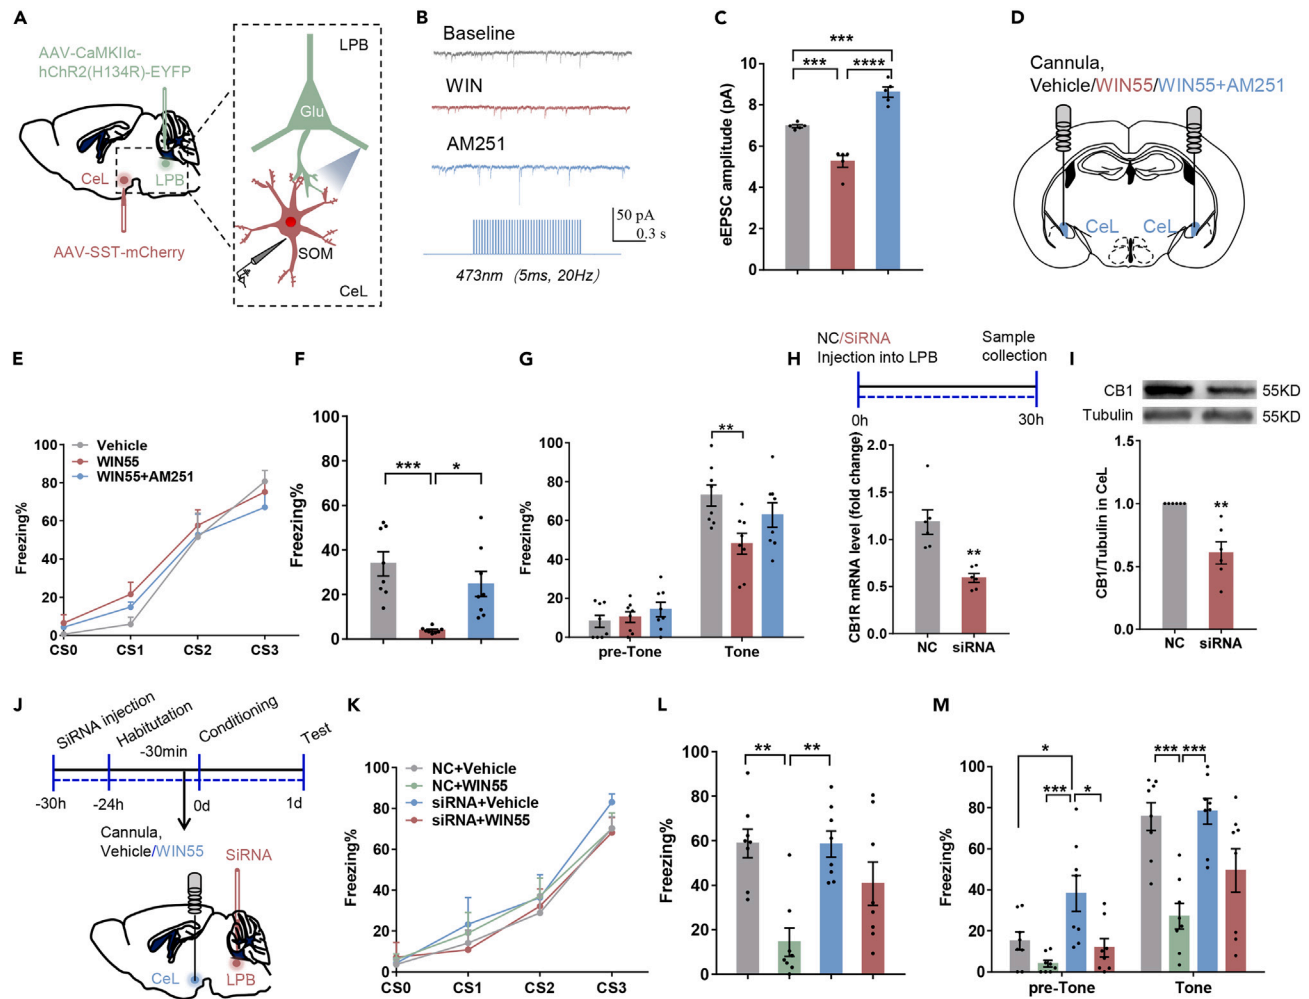 A
AAV-CaMKIIα-
hChR2(H134R)-EYFP
CeL
LPB
AAV-SST-mCherry
LPB
Glu
SOM
CeL
B
Baseline
WIN
AM251
50 pA
0.3 s
473nm (5ms, 20Hz)
C
***
*** ****
eEPSC amplitude (pA)
10
8
6
4
2
0
D
Cannula,
Vehicle/WIN55/WIN55+AM251
CeL CeL
E
Freezing%
100
80
60
40
20
0
Vehicle
WIN55
WIN55+AM251
CS0 CS1 CS2 CS3
F
Freezing%
100
80
60
40
20
0
*** *
G
Freezing%
100
80
60
40
20
0
**
pre-Tone Tone
H
NC/SiRNA
Injection into LPB
Sample
collection
0h 30h
CB1R mRNA level (fold change)
2.0
1.5
1.0
0.5
0.0
**
NC siRNA
I
CB1 55KD
Tubulin 55KD
CB1/Tubulin in CeL
1.5
1.0
0.5
0.0
**
NC siRNA
J
SiRNA injection
Habitutation
Conditioning
Test
-30min
-30h -24h 0d 1d
Cannula,
Vehicle/WIN55
SiRNA
CeL LPB
K
Freezing%
100
80
60
40
20
0
NC+Vehicle
NC+WIN55
siRNA+Vehicle
siRNA+WIN55
CS0 CS1 CS2 CS3
L
Freezing%
100
80
60
40
20
0
** **
M
Freezing%
100
80
60
40
20
0
*
*** *
*** ***
pre-Tone Tone